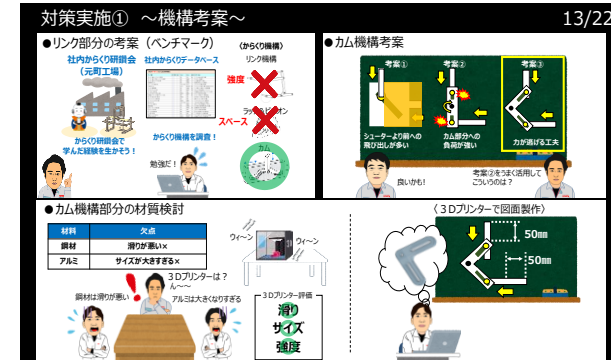 対策実施① ～機構考案～
13/22
●リンク部分の考案（ベンチマーク）
社内からくり研鑽会
（元町工場）
からくり研鑽会で
学んだ経験を生かそう！
社内からくりデータベース
からくり機構を調査！
勉強だ！
〈からくり機構〉
リンク機構
強度
スペース
カム
●カム機構考案
考案①
シューターより前への
飛び出しが多い
考案②
カム部分への
負荷が強い
考案③
力が逃げる工夫
良いかも!
考案②をうまく活用して
こういうのは？
●カム機構部分の材質検討
材料
欠点
鋼材
滑りが悪い×
アルミ
サイズが大きすぎる×
ウィ～ン
ウィ～ン
3Dプリンターは？
ん～～
鋼材は滑りが悪い
アルミは大きくなりすぎる
3Dプリンター評価
滑り
サイズ
強度
〈3Dプリンターで図面製作〉
50㎜
50㎜